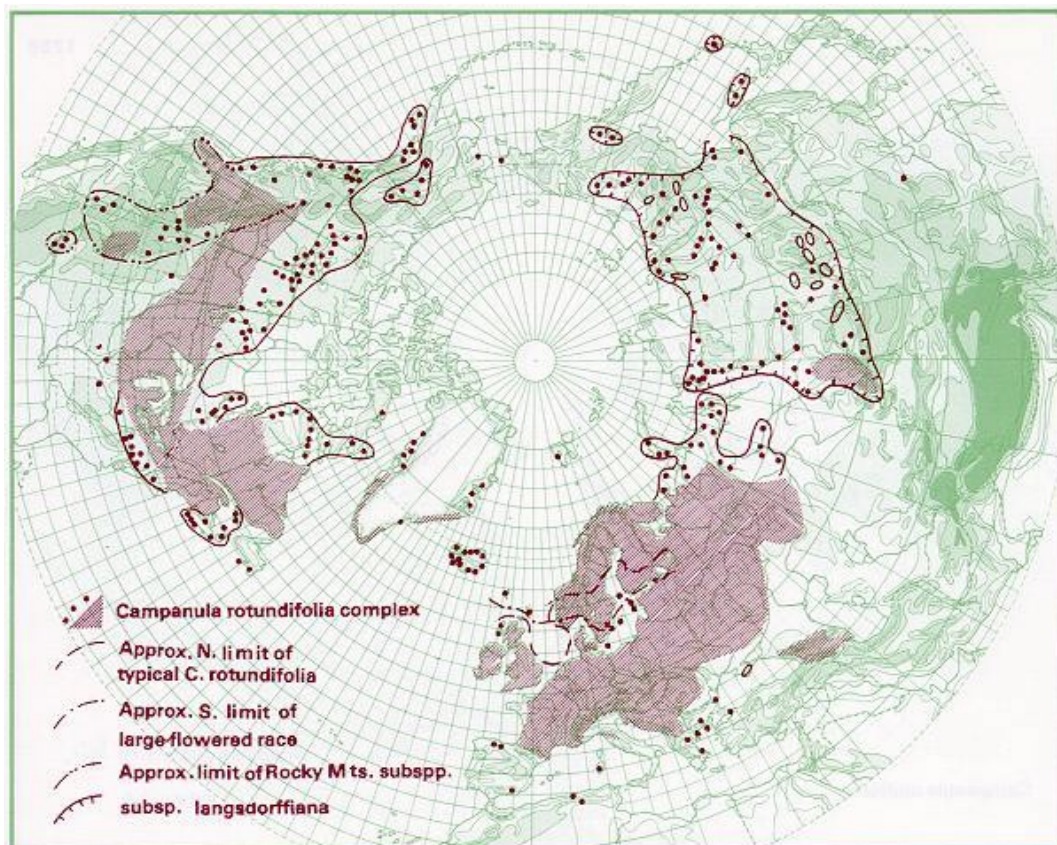 Campanula rotundifolia complex
Approx. N. limit of
typical C. rotundifolia
Approx. S. limit of
large-flowered race
Approx. limit of Rocky Mts. subspp.
subsp. langsdorffiana